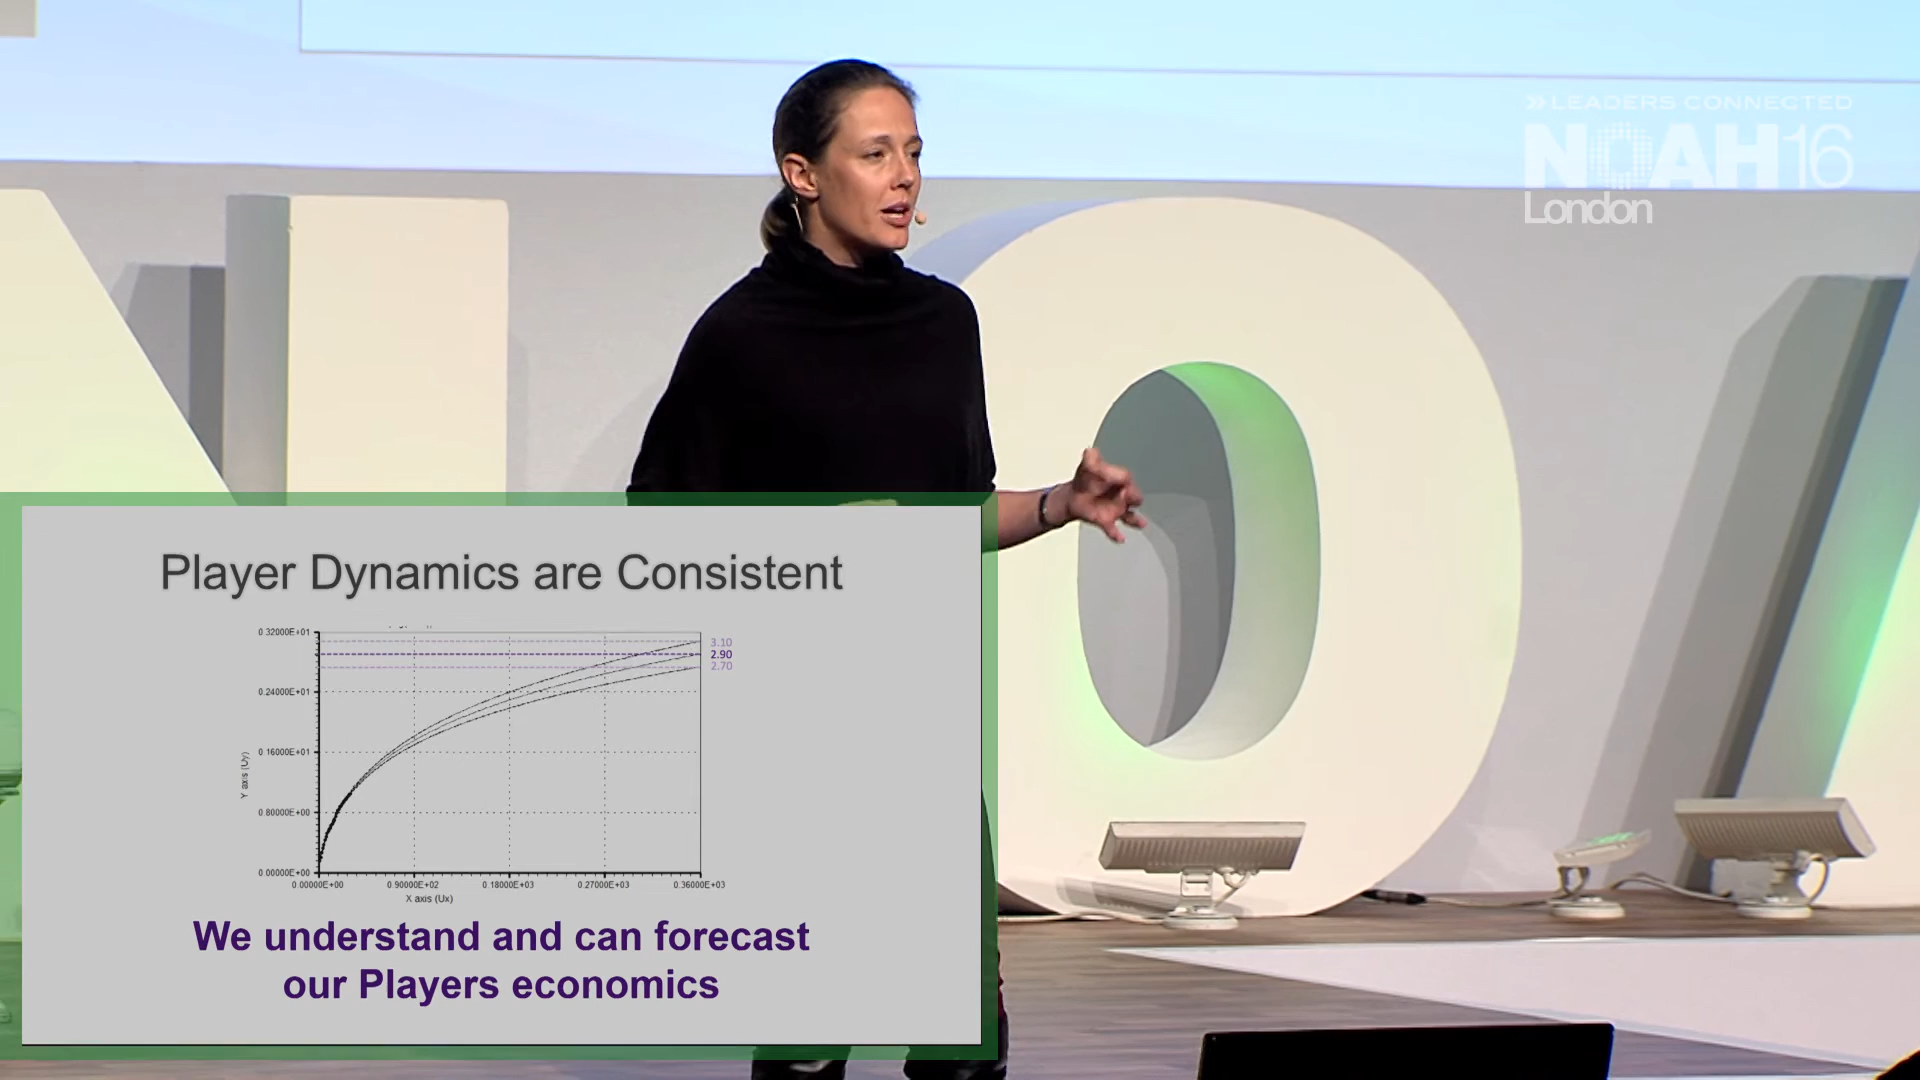 »LEADERS CONNECTED
NOAH16
London
NOA
Player Dynamics are Consistent
0.32000E+01
3.10
2.90
2.70
0.24000E+01
0.16000E+01
0.80000E+00
0.00000E+00
Y axis (Uy)
0.00000E+00 0.90000E+02 0.18000E+03 0.27000E+03 0.36000E+03
X axis (Ux)
We understand and can forecast
our Players economics